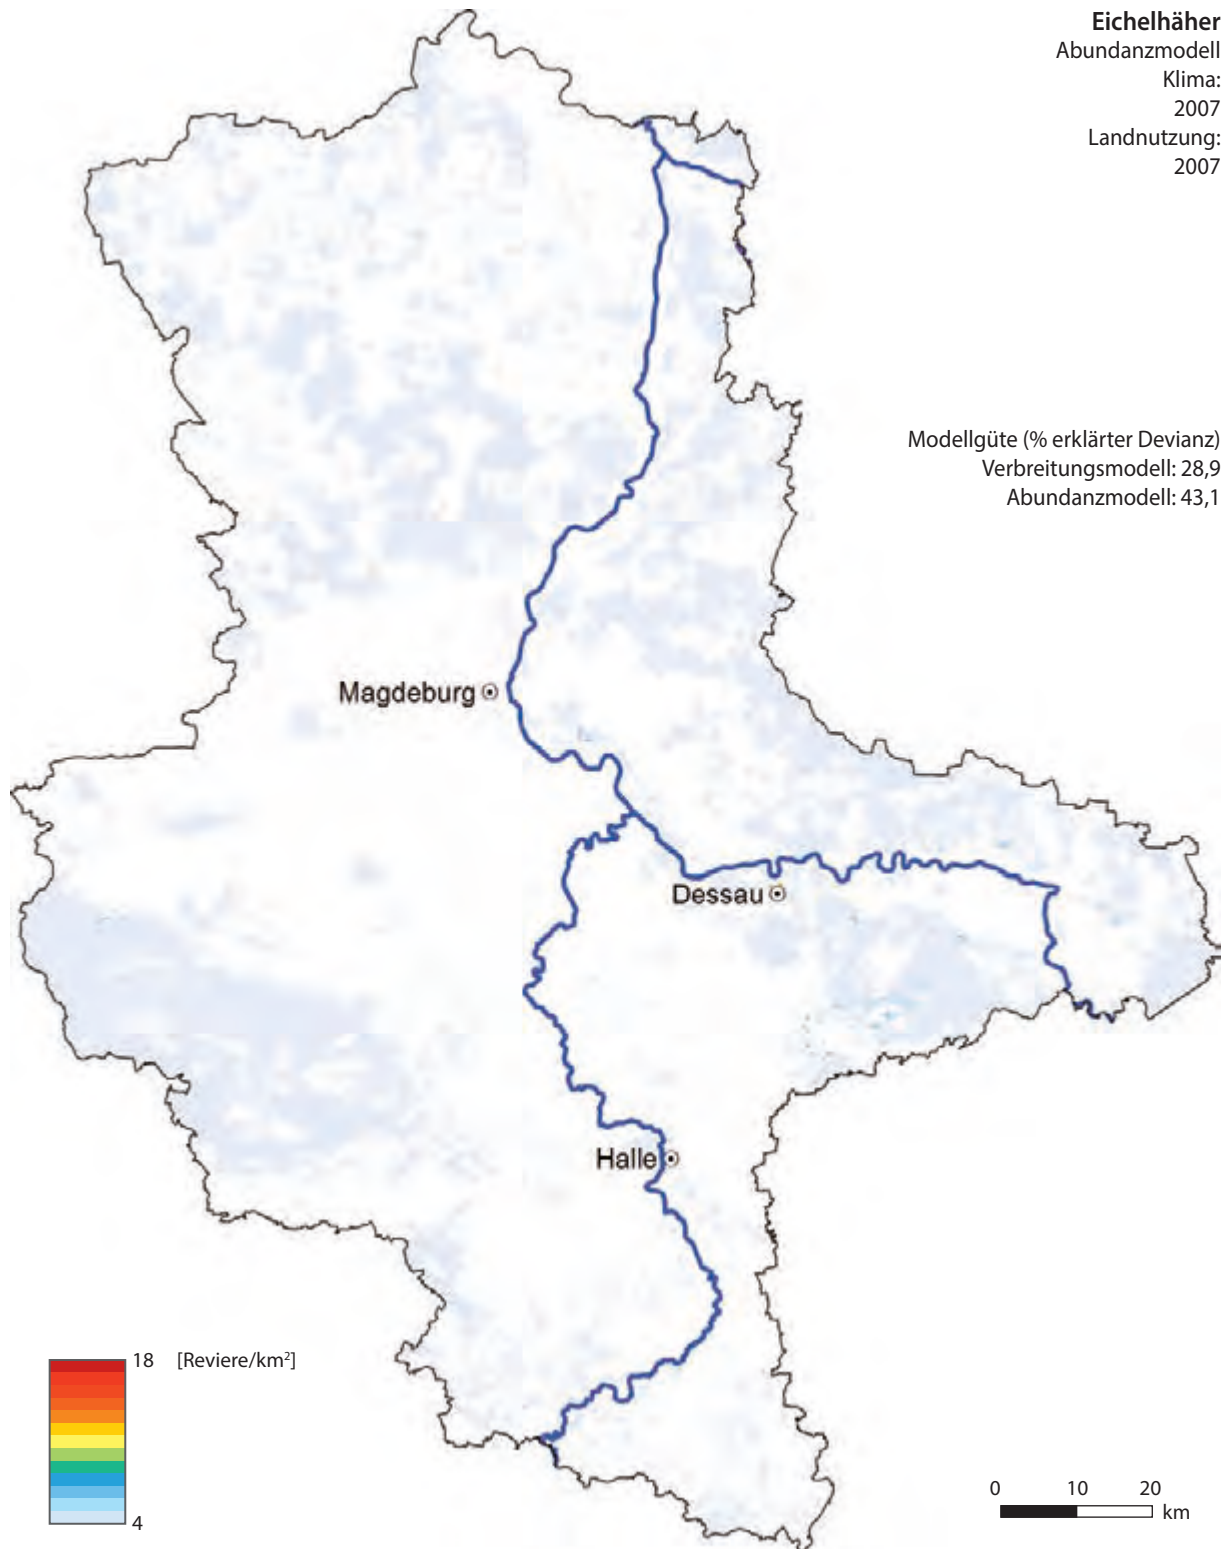 Eichelhäher
Abundanzmodell
Klima:
2007
Landnutzung:
2007
Modellgüte (% erklärter Devianz)
Verbreitungsmodell: 28,9
Abundanzmodell: 43,1
Magdeburg
Dessau
Halle
18 [Reviere/km²]
4
0 10 20
km